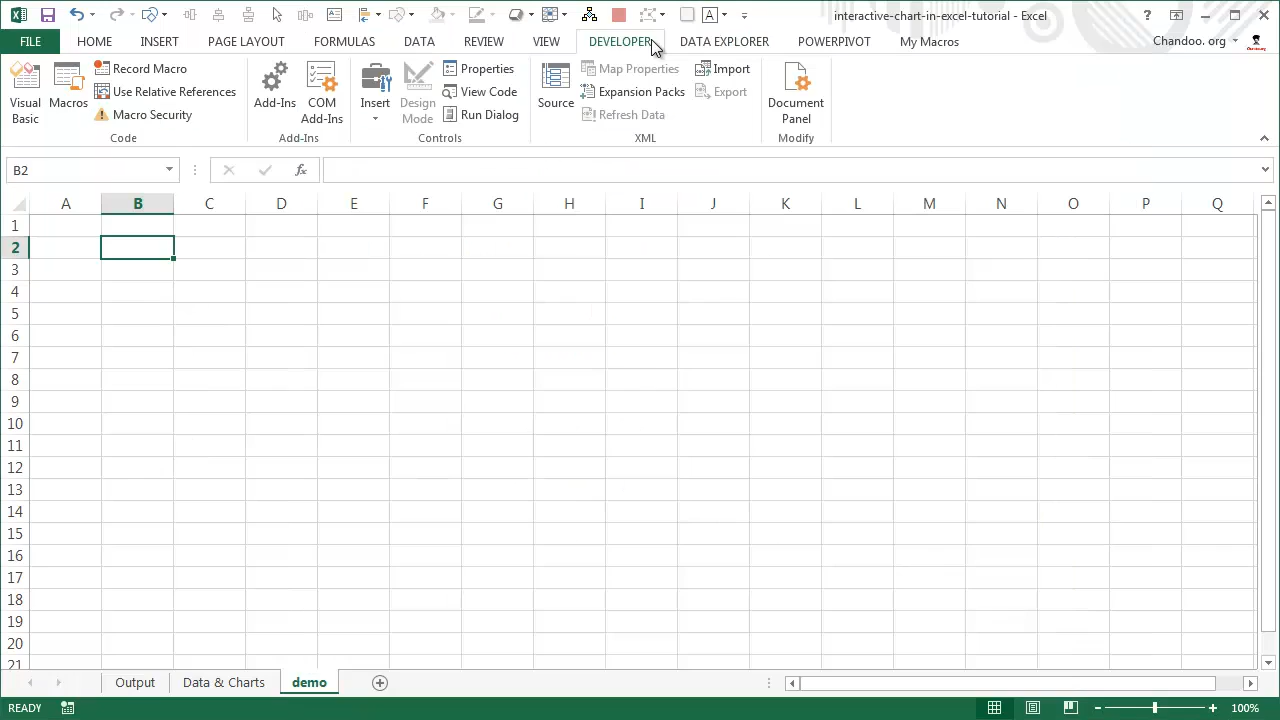 interactive-chart-in-excel-tutorial - Excel
FILE HOME INSERT PAGE LAYOUT FORMULAS DATA REVIEW VIEW DEVELOPER DATA EXPLORER POWERPIVOT My Macros Chandoo. org
Visual Basic
Macros
Record Macro
Use Relative References
Macro Security
Code
Add-Ins
COM Add-Ins
Add-Ins
Insert
Design Mode
Properties
View Code
Run Dialog
Controls
Source
Map Properties
Expansion Packs
Refresh Data
Import
Export
XML
Document Panel
Modify
B2
fx
A B C D E F G H I J K L M N O P Q
1
2
3
4
5
6
7
8
9
10
11
12
13
14
15
16
17
18
19
20
21
Output Data & Charts demo
READY 100%